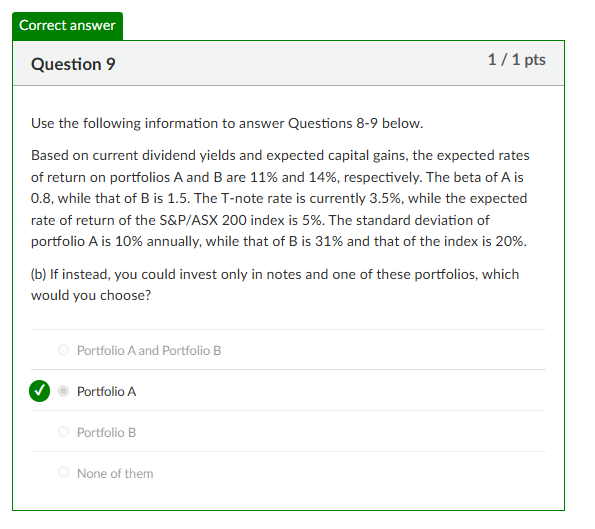 Correct answer
Question 9
1 / 1 pts
Use the following information to answer Questions 8-9 below.
Based on current dividend yields and expected capital gains, the expected rates
of return on portfolios A and B are 11% and 14%, respectively. The beta of A is
0.8, while that of B is 1.5. The T-note rate is currently 3.5%, while the expected
rate of return of the S&P/ASX 200 index is 5%. The standard deviation of
portfolio A is 10% annually, while that of B is 31% and that of the index is 20%.
(b) If instead, you could invest only in notes and one of these portfolios, which
would you choose?
Portfolio A and Portfolio B
Portfolio A
Portfolio B
None of them